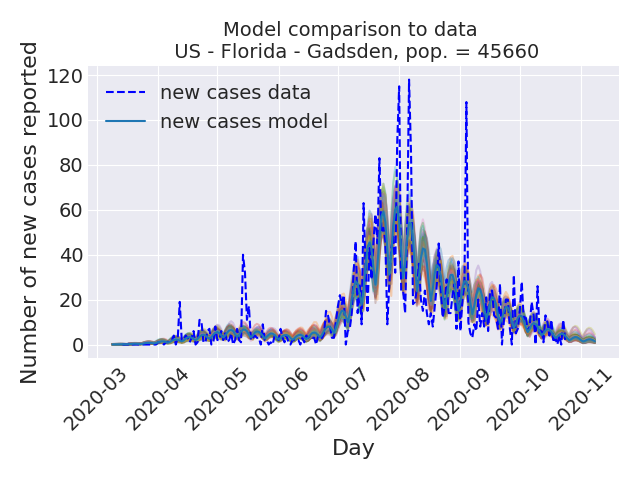 Model comparison to data
US - Florida - Gadsden, pop. = 45660
Number of new cases reported
120
100
80
60
40
20
0
new cases data
new cases model
2020-03
2020-04
2020-05
2020-06
2020-07
2020-08
2020-09
2020-10
2020-11
Day